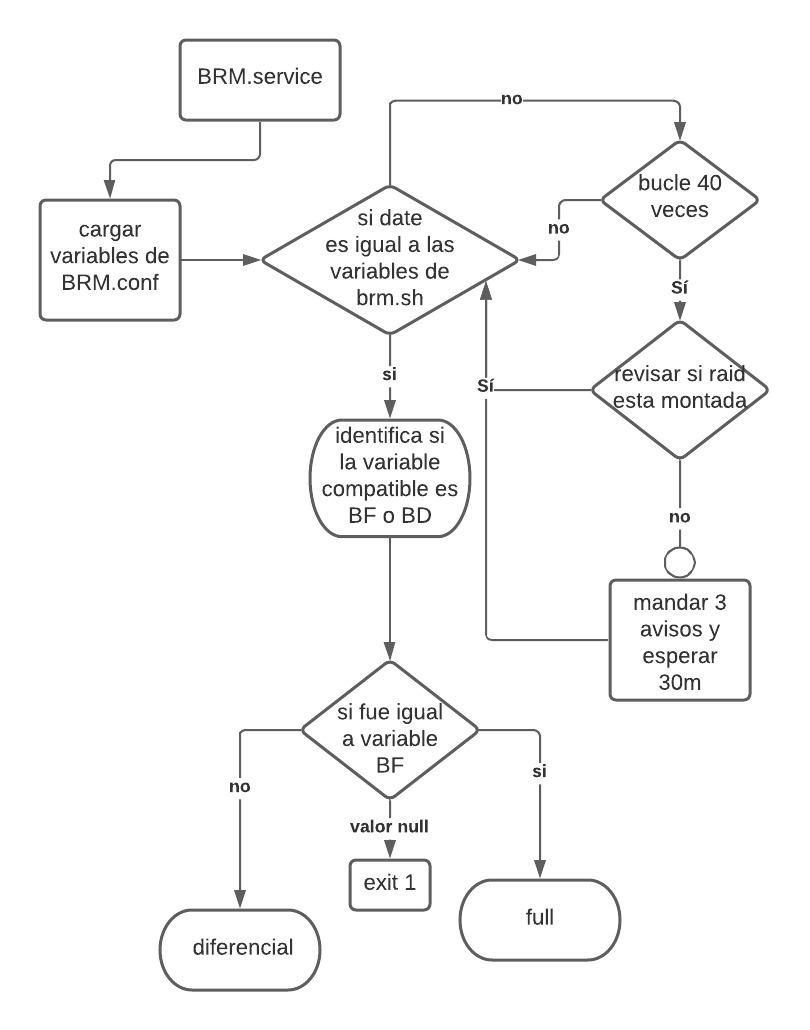 BRM.service
no
bucle 40
veces
si date
es igual a las
variables de
brm.sh
cargar
variables de
BRM.conf
no
Sí
revisar si raid
esta montada
si
Sí
identifica si
la variable
compatible es
BF o BD
no
mandar 3
avisos y
esperar
30m
si fue igual
a variable
BF
no
valor null
si
exit 1
full
diferencial